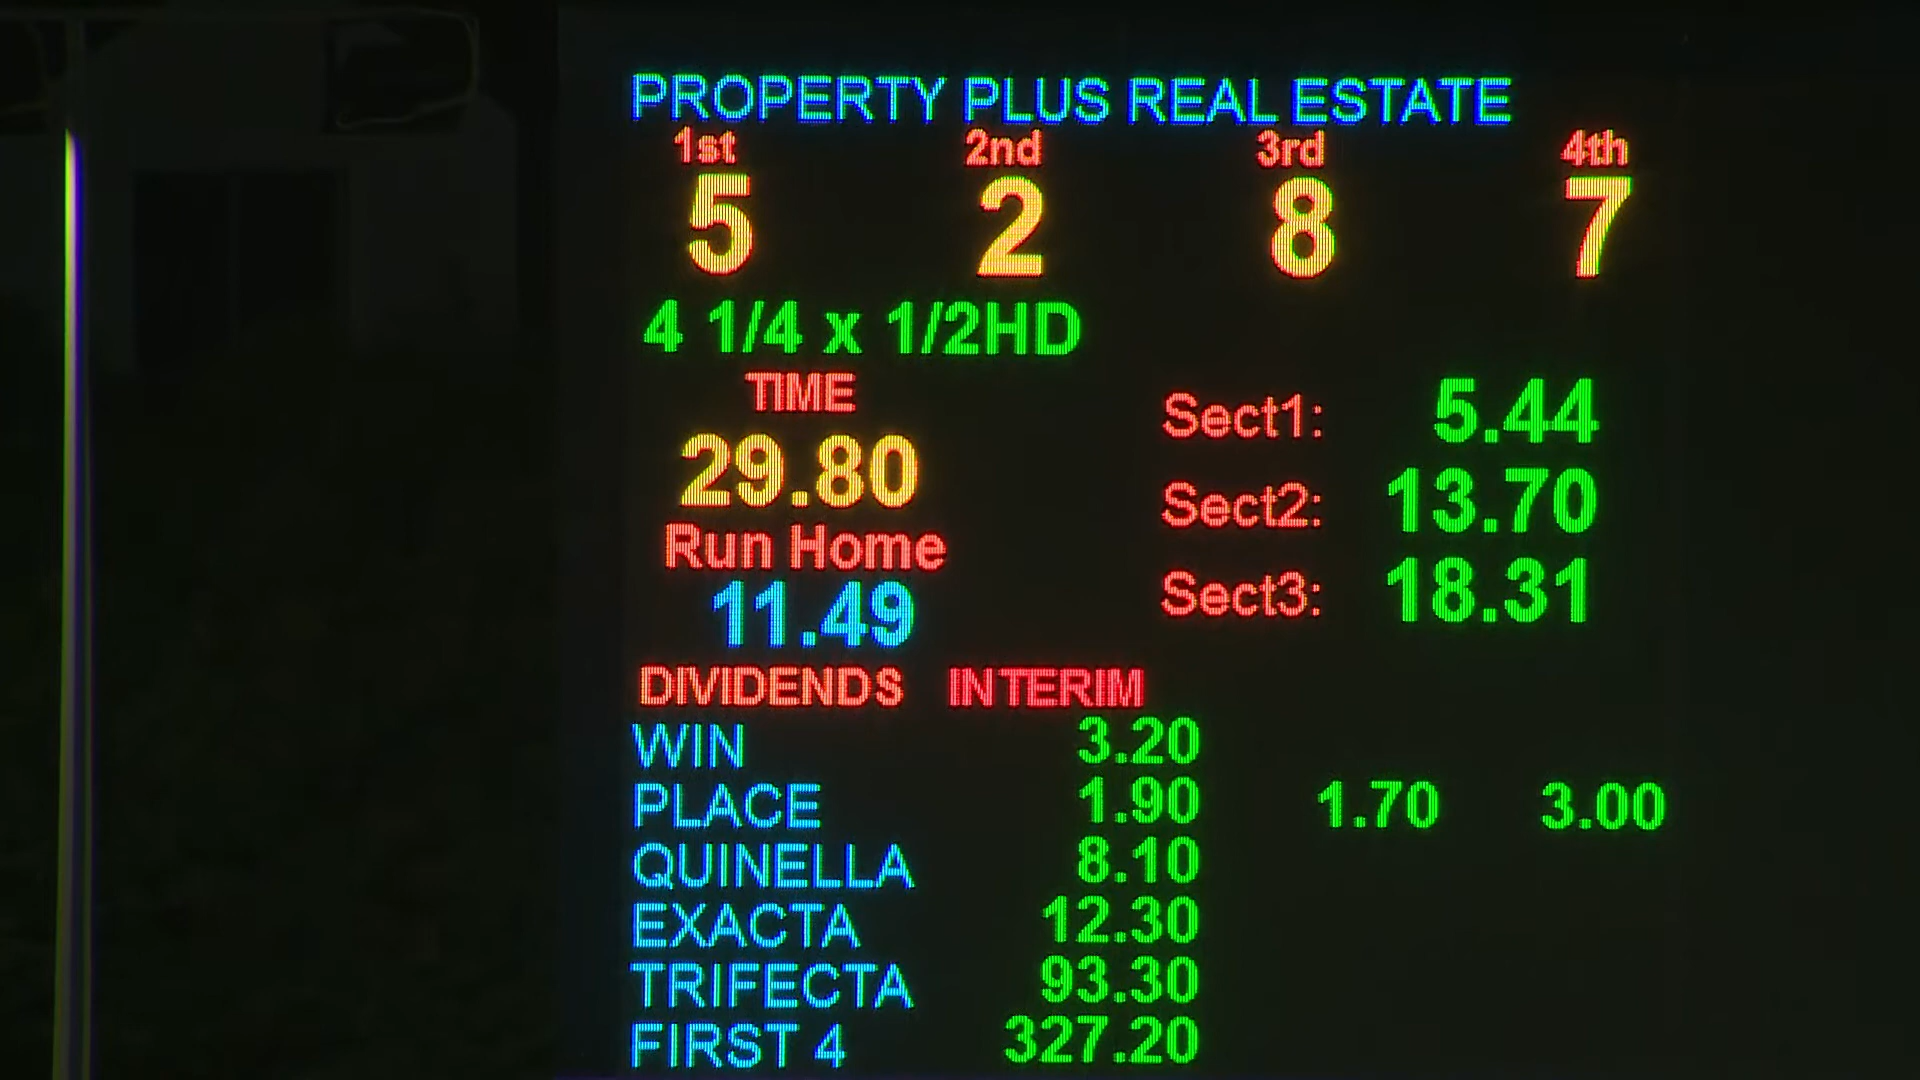 PROPERTY PLUS REAL ESTATE
1st 2nd 3rd 4th
5 2 8 7
4 1/4 x 1/2HD
TIME
29.80
Sect1: 5.44
Sect2: 13.70
Run Home
11.49
Sect3: 18.31
DIVIDENDS INTERIM
WIN 3.20
PLACE 1.90 1.70 3.00
QUINELLA 8.10
EXACTA 12.30
TRIFECTA 93.30
FIRST 4 327.20